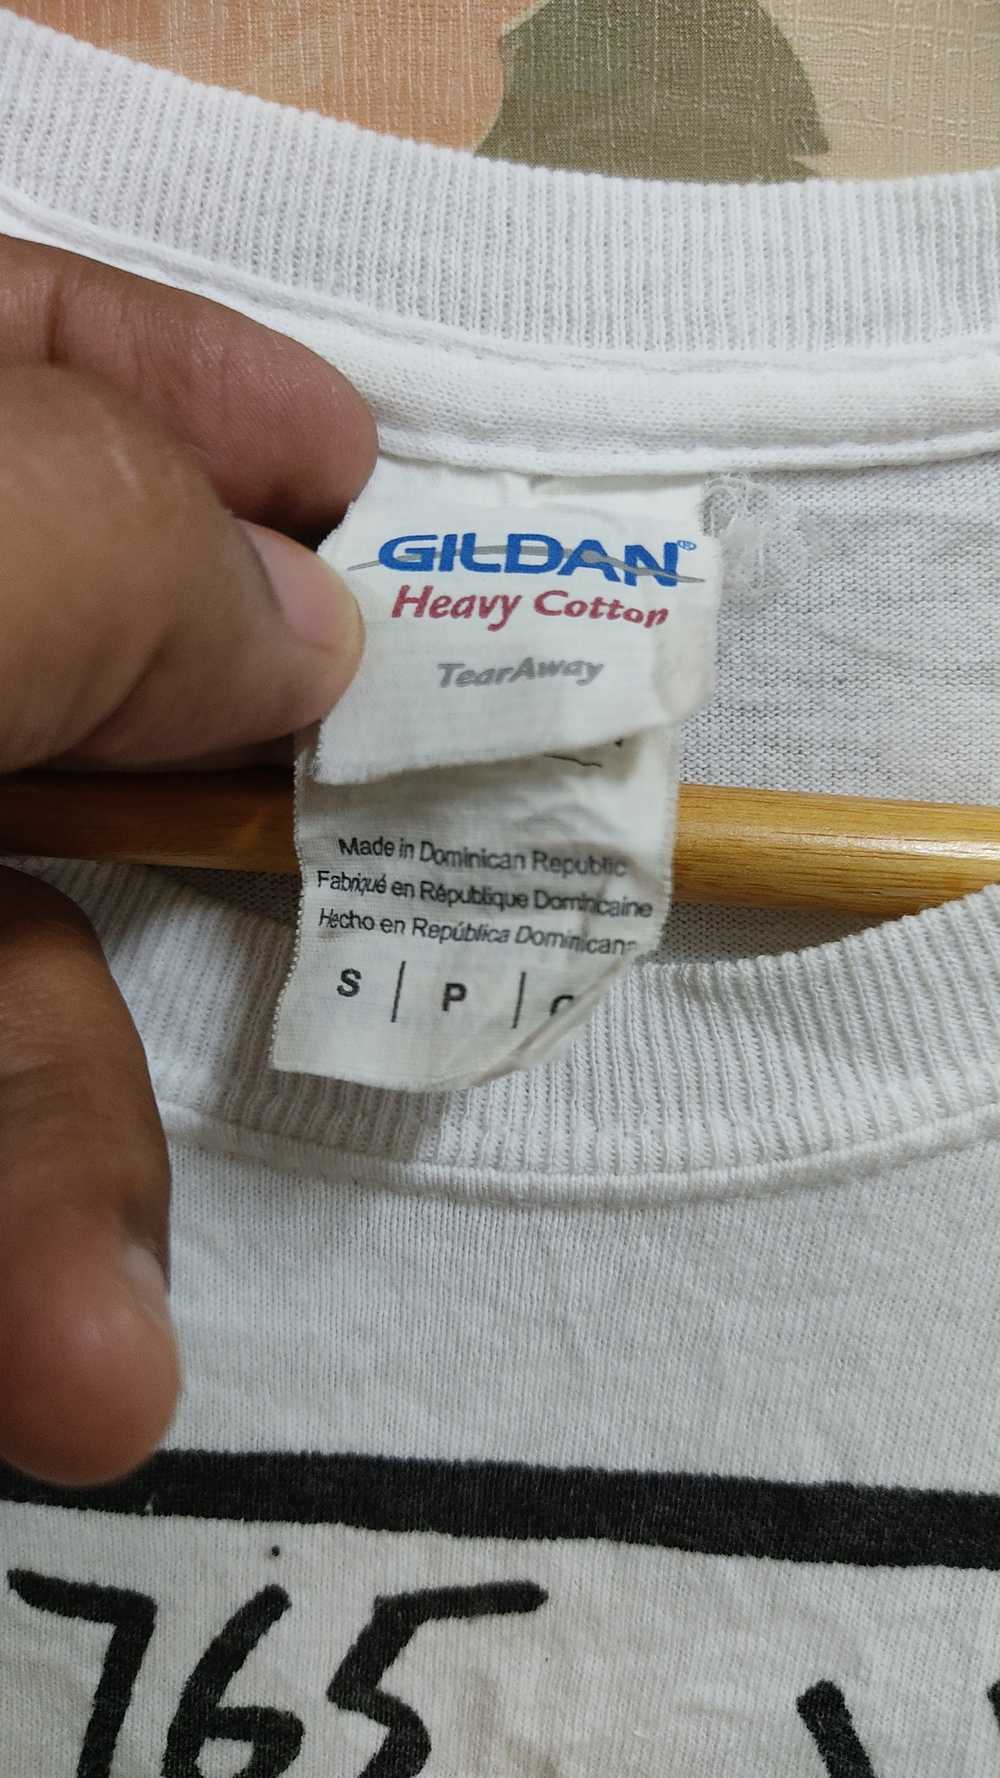 GILDAN®
Heavy Cotton
TearAway
Made in Dominican Republic
Fabriqué en République Dominicaine
Hecho en República Dominicana
S | P |
765